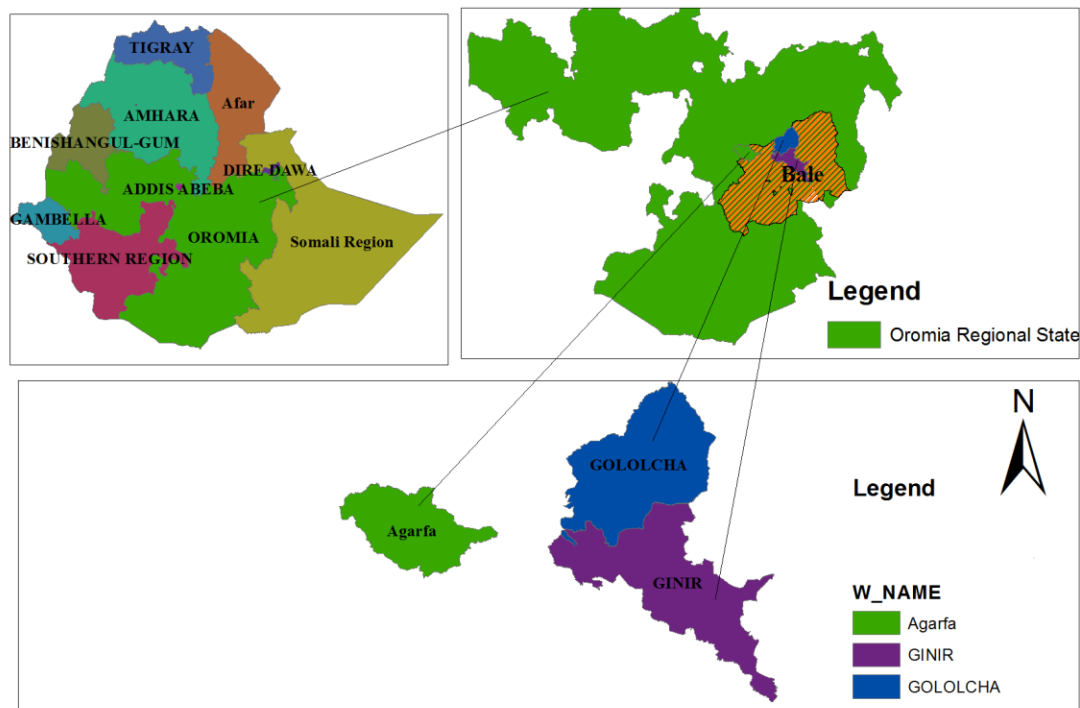 TIGRAY
Afar
AMHARA
BENISHANGUL-GUM
DIRE-DAWA
ADDIS ABEBA
GAMBELLA
OROMIA
Somali Region
SOUTHERN REGION
Bale
Legend
Oromia Regional State
N
GOLOLCHA
Legend
Agarfa
GINIR
W_NAME
Agarfa
GINIR
GOLOLCHA